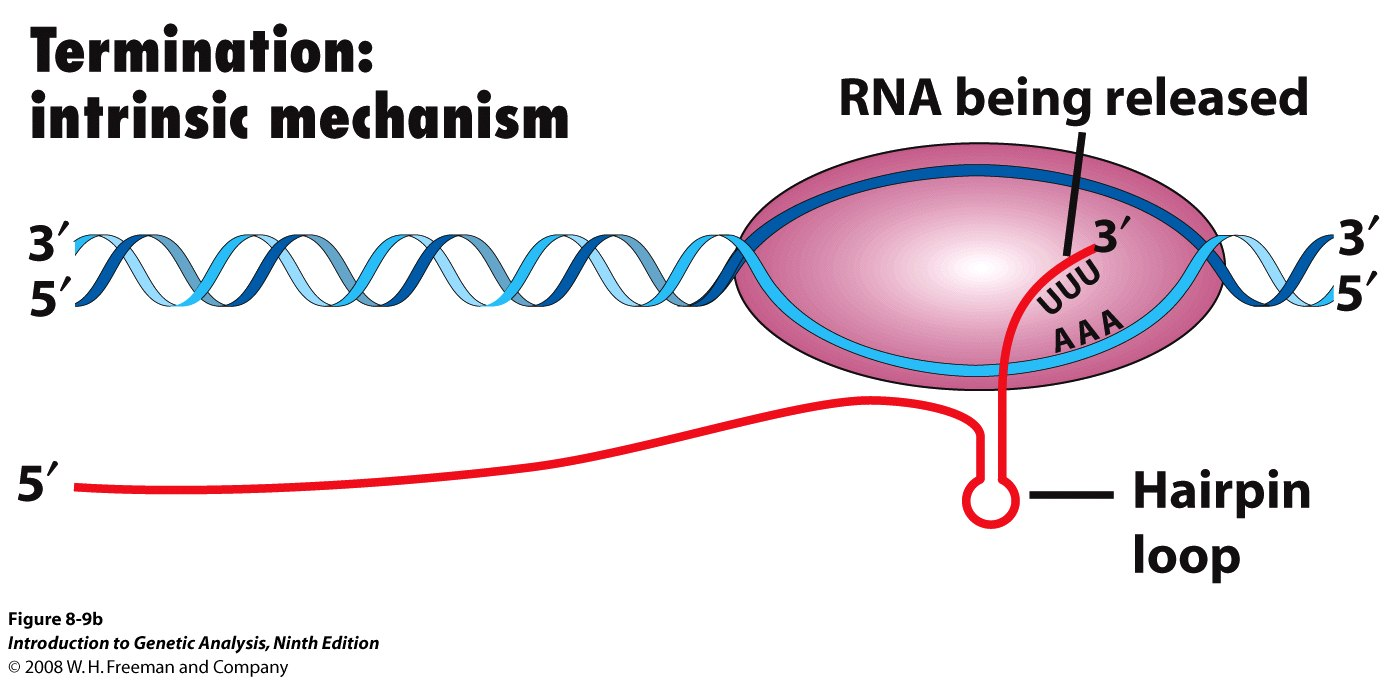 Termination:
intrinsic mechanism
RNA being released
3′
5′
3′
3′
5′
UUU
AAA
5′
Hairpin
loop
Figure 8-9b
Introduction to Genetic Analysis, Ninth Edition
© 2008 W. H. Freeman and Company